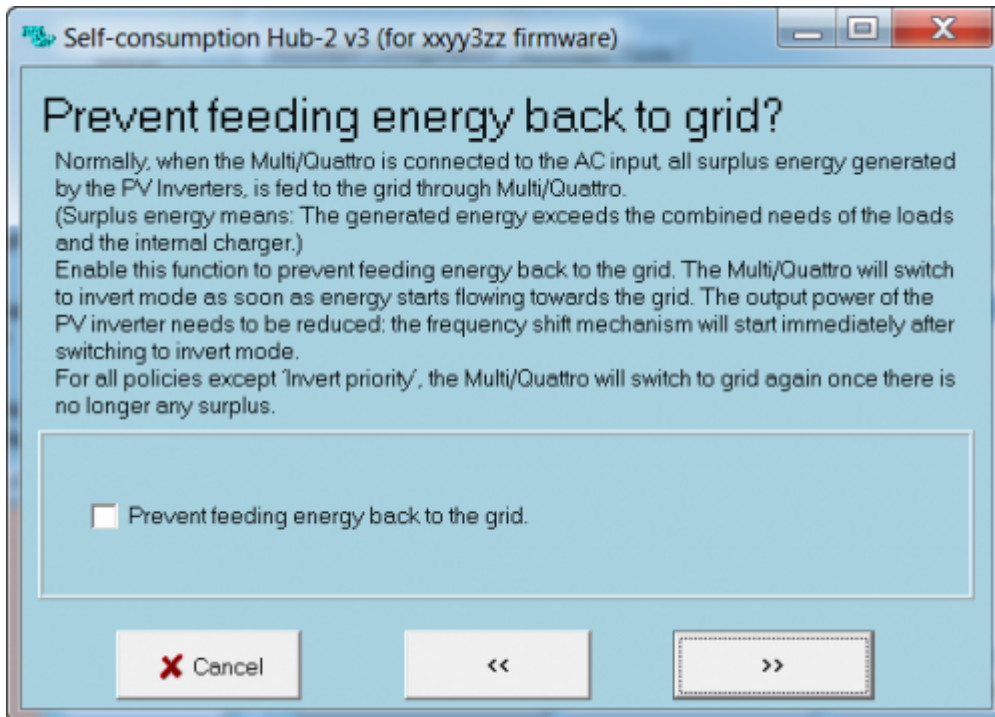 Self-consumption Hub-2 v3 (for xxyy3zz firmware)
Prevent feeding energy back to grid?
Normally, when the Multi/Quattro is connected to the AC input, all surplus energy generated
by the PV Inverters, is fed to the grid through Multi/Quattro.
(Surplus energy means: The generated energy exceeds the combined needs of the loads
and the internal charger.)
Enable this function to prevent feeding energy back to the grid. The Multi/Quattro will switch
to invert mode as soon as energy starts flowing towards the grid. The output power of the
PV inverter needs to be reduced: the frequency shift mechanism will start immediately after
switching to invert mode.
For all policies except 'Invert priority', the Multi/Quattro will switch to grid again once there is
no longer any surplus.
Prevent feeding energy back to the grid.
Cancel << >>